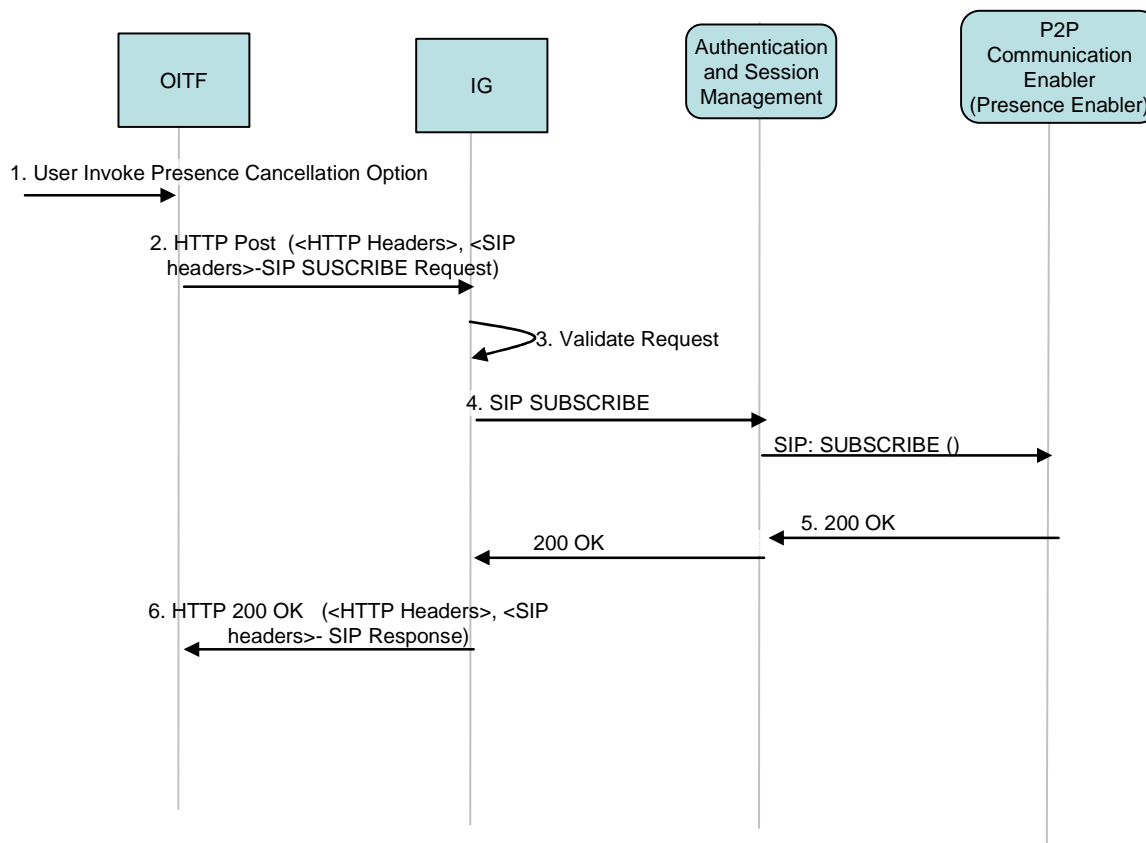 OITF
IG
Authentication
and Session
Management
P2P
Communication
Enabler
(Presence Enabler)
1. User Invoke Presence Cancellation Option
2. HTTP Post  (<HTTP Headers>, <SIP
headers>-SIP SUSCRIBE Request)
3. Validate Request
4. SIP SUBSCRIBE
SIP: SUBSCRIBE ()
5. 200 OK
200 OK
6. HTTP 200 OK   (<HTTP Headers>, <SIP
headers>- SIP Response)